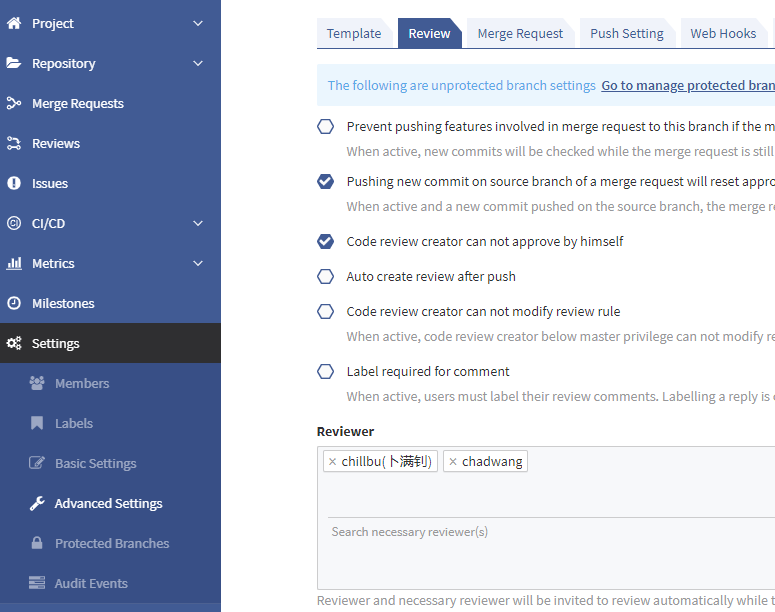 Project
Repository
Merge Requests
Reviews
Issues
CI/CD
Metrics
Milestones
Settings
Members
Labels
Basic Settings
Advanced Settings
Protected Branches
Audit Events
Template Review Merge Request Push Setting Web Hooks
The following are unprotected branch settings Go to manage protected bran
Prevent pushing features involved in merge request to this branch if the m
When active, new commits will be checked while the merge request is still
Pushing new commit on source branch of a merge request will reset appro
When active and a new commit pushed on the source branch, the merge re
Code review creator can not approve by himself
Auto create review after push
Code review creator can not modify review rule
When active, code review creator below master privilege can not modify re
Label required for comment
When active, users must label their review comments. Labelling a reply is
Reviewer
× chillbu(卜满钊) × chadwang
Search necessary reviewer(s)
Reviewer and necessary reviewer will be invited to review automatically while